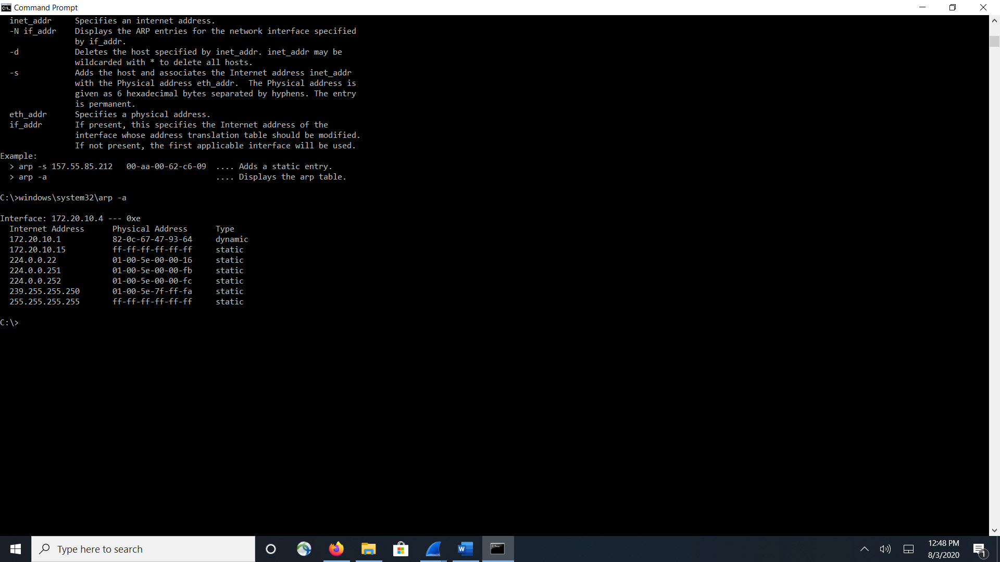 Command Prompt
inet_addr     Specifies an internet address.
-N if_addr    Displays the ARP entries for the network interface specified
by if_addr.
-d            Deletes the host specified by inet_addr. inet_addr may be
wildcarded with * to delete all hosts.
-s            Adds the host and associates the Internet address inet_addr
with the Physical address eth_addr.  The Physical address is
given as 6 hexadecimal bytes separated by hyphens. The entry
is permanent.
eth_addr      Specifies a physical address.
if_addr       If present, this specifies the Internet address of the
interface whose address translation table should be modified.
If not present, the first applicable interface will be used.
Example:
> arp -s 157.55.85.212   00-aa-00-62-c6-09  .... Adds a static entry.
> arp -a                                    .... Displays the arp table.
C:\>windows\system32\arp -a
Interface: 172.20.10.4 --- 0xe
Internet Address      Physical Address      Type
172.20.10.1           82-0c-67-47-93-64     dynamic
172.20.10.15          ff-ff-ff-ff-ff-ff     static
224.0.0.22            01-00-5e-00-00-16     static
224.0.0.251           01-00-5e-00-00-fb     static
224.0.0.252           01-00-5e-00-00-fc     static
239.255.255.250       01-00-5e-7f-ff-fa     static
255.255.255.255       ff-ff-ff-ff-ff-ff     static
C:\>
Type here to search
12:48 PM
8/3/2020
1